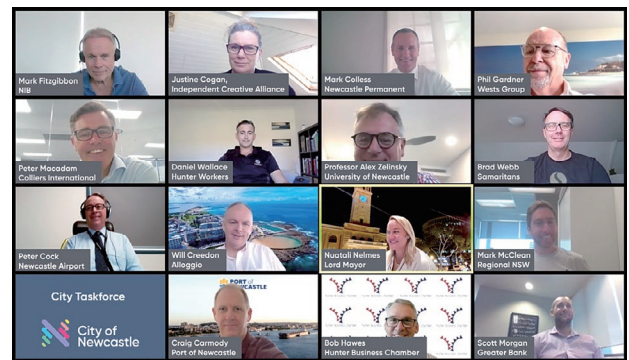 Mark Fitzgibbon
NIB
Justine Cogan,
Independent Creative Alliance
Mark Colless
Newcastle Permanent
Phil Gardner
Wests Group
Peter Macadam
Colliers International
Daniel Wallace
Hunter Workers
Professor Alex Zelinsky
University of Newcastle
Brad Webb
Samaritans
Peter Cock
Newcastle Airport
Will Creedon
Alloggio
Nuatali Nelmes
Lord Mayor
Mark McClean
Regional NSW
City Taskforce
City of
Newcastle
PORT of
NEWCASTLE
Craig Carmody
Port of Newcastle
Bob Hawes
Hunter Business Chamber
Scott Morgan
Greater Bank